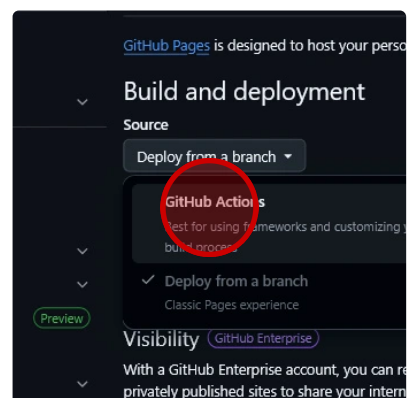 GitHub Pages is designed to host your perso
Build and deployment
Source
Deploy from a branch
GitHub Actions
Best for using frameworks and customizing
build process
Deploy from a branch
Classic Pages experience
Preview
Visibility GitHub Enterprise
With a GitHub Enterprise account, you can re
privately published sites to share your intern